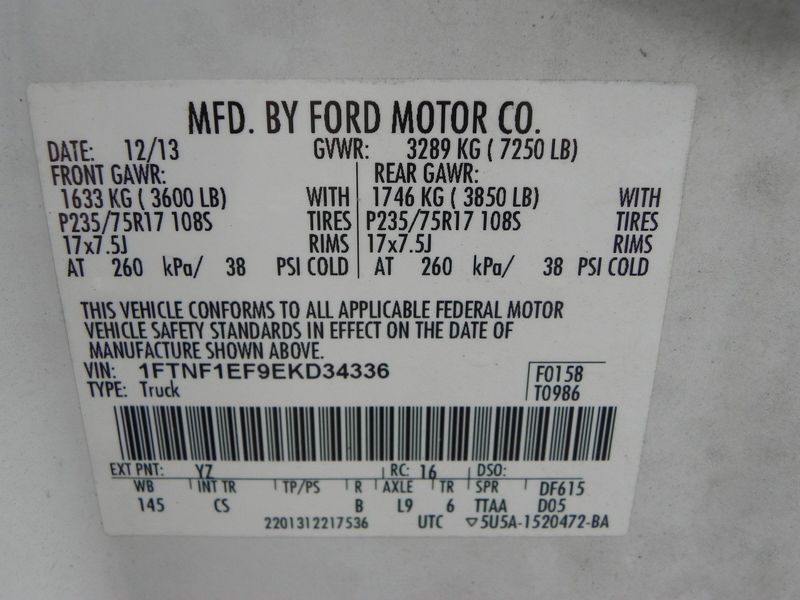 MFD. BY FORD MOTOR CO.
DATE: 12/13 GVWR: 3289 KG ( 7250 LB)
FRONT GAWR: REAR GAWR:
1633 KG ( 3600 LB) WITH 1746 KG ( 3850 LB) WITH
P235/75R17 108S TIRES P235/75R17 108S TIRES
17x7.5J RIMS 17x7.5J RIMS
AT 260 kPa/ 38 PSI COLD AT 260 kPa/ 38 PSI COLD
THIS VEHICLE CONFORMS TO ALL APPLICABLE FEDERAL MOTOR
VEHICLE SAFETY STANDARDS IN EFFECT ON THE DATE OF
MANUFACTURE SHOWN ABOVE.
VIN: 1FTNF1EF9EKD34336 F0158
TYPE: Truck T0986
EXT PNT: YZ RC: 16 DSO:
WB INT TR TP/PS R AXLE TR SPR DF615
145 CS B L9 6 TTAA D05
2201312217536 UTC ▽5U5A-1520472-BA